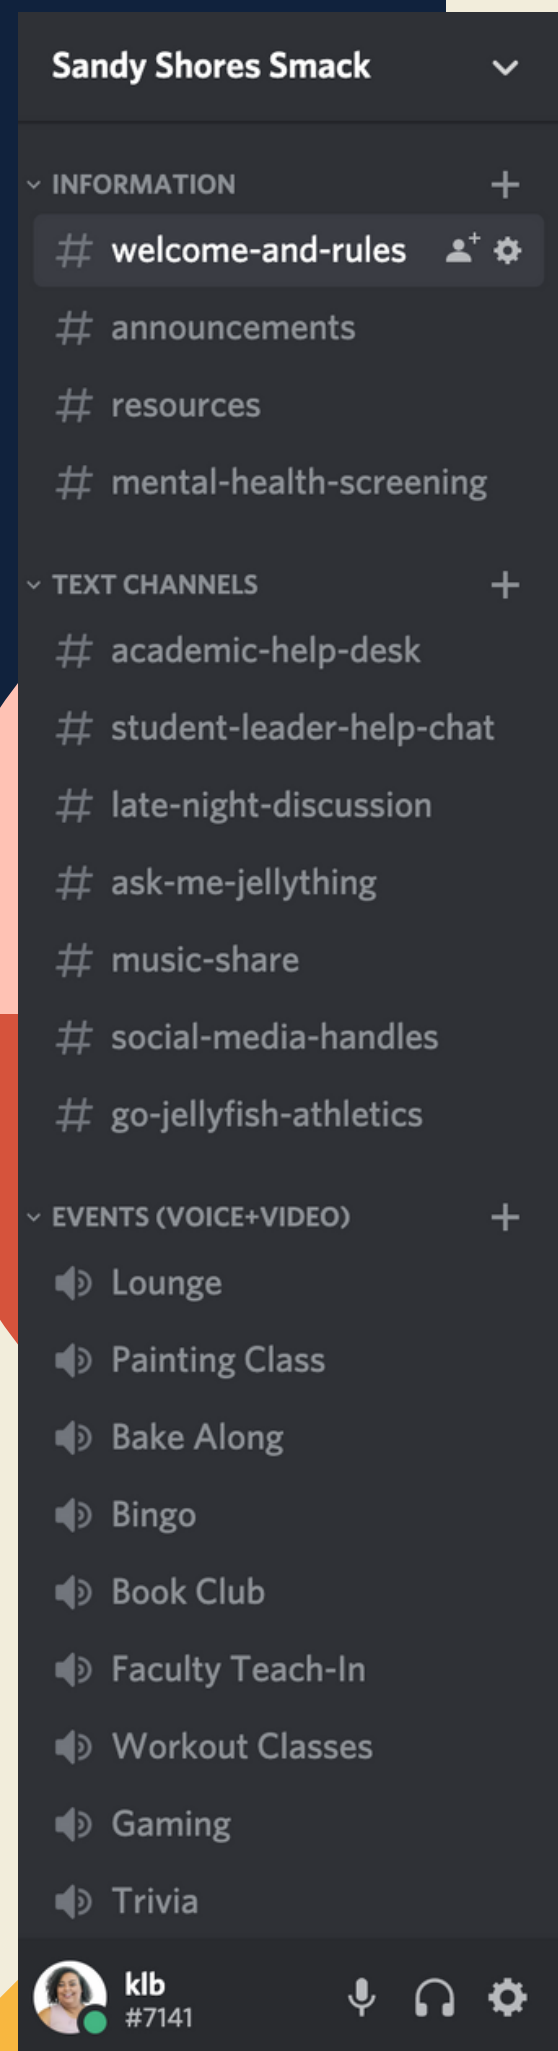 Sandy Shores Smack
INFORMATION
# welcome-and-rules
# announcements
# resources
# mental-health-screening
TEXT CHANNELS
# academic-help-desk
# student-leader-help-chat
# late-night-discussion
# ask-me-jellything
# music-share
# social-media-handles
# go-jellyfish-athletics
EVENTS (VOICE+VIDEO)
Lounge
Painting Class
Bake Along
Bingo
Book Club
Faculty Teach-In
Workout Classes
Gaming
Trivia
klb
#7141